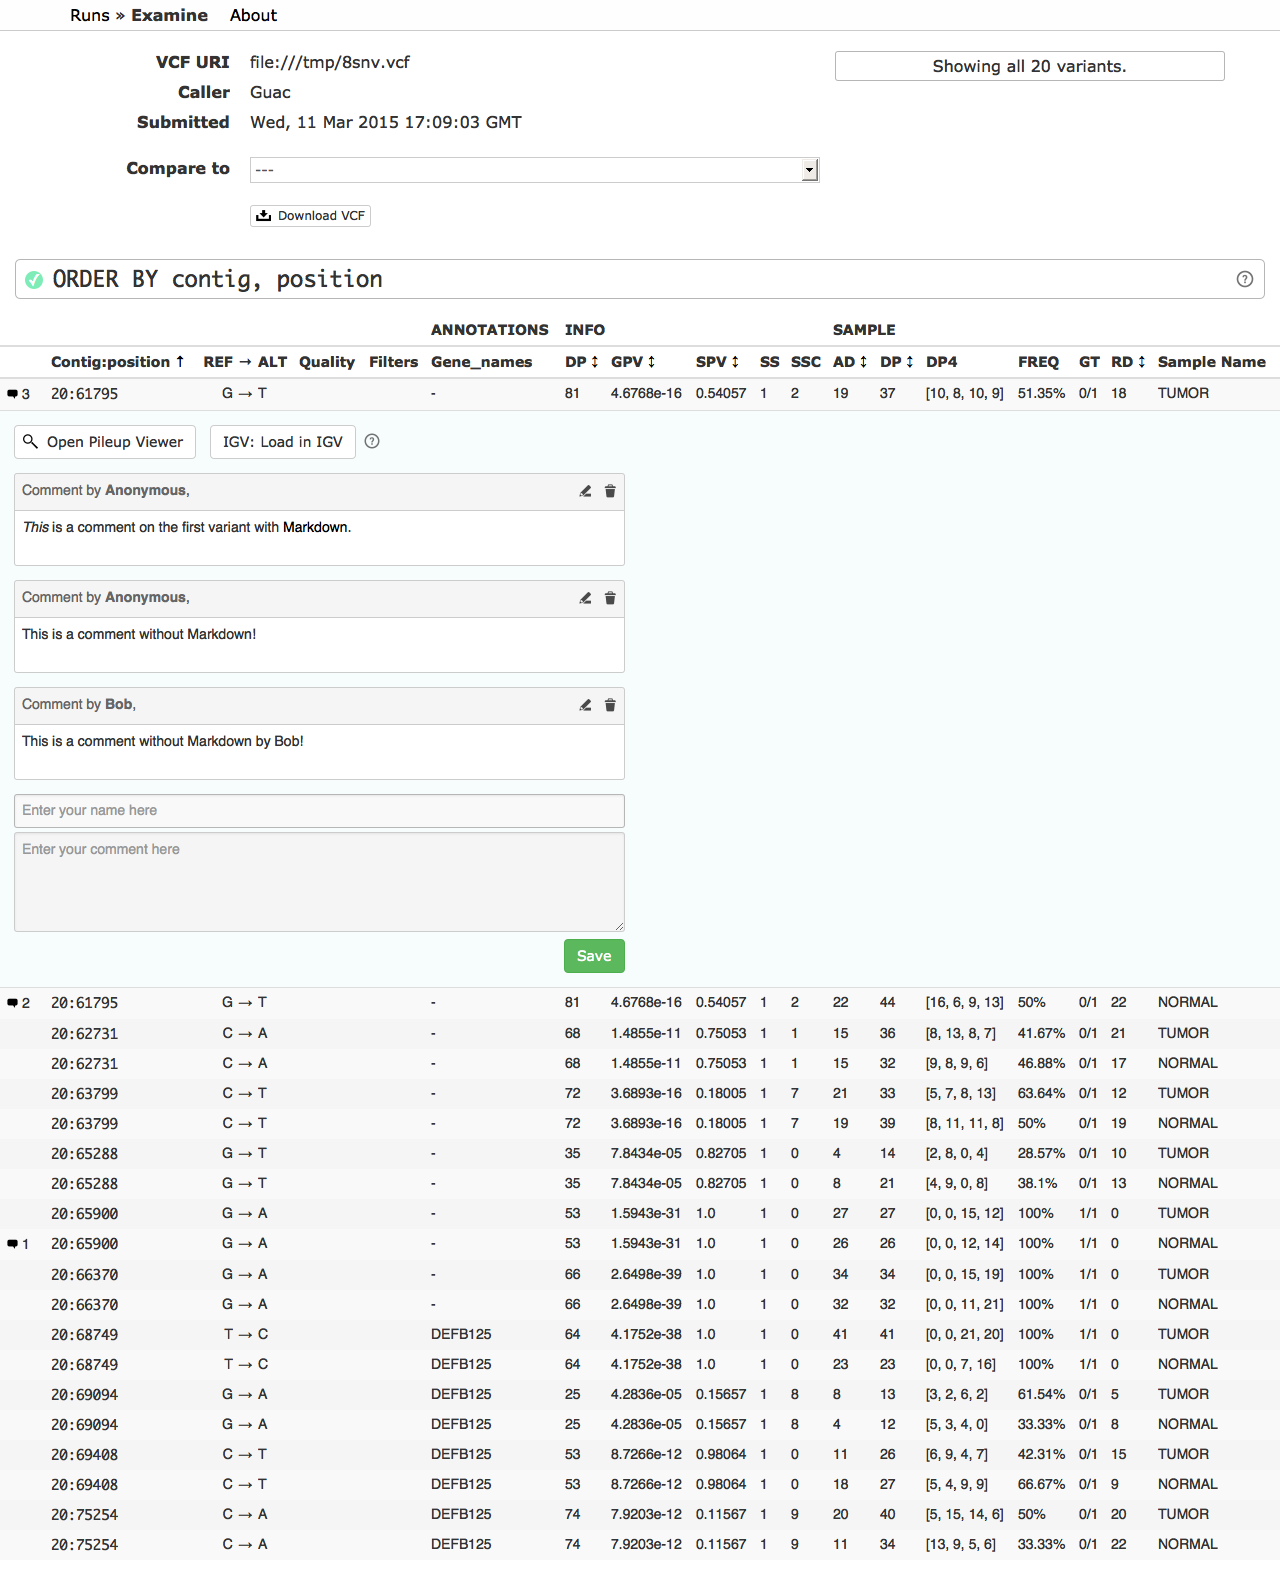 Runs » Examine About
VCF URI file:///tmp/8snv.vcf
Showing all 20 variants.
Caller Guac
Submitted Wed, 11 Mar 2015 17:09:03 GMT
Compare to ---
Download VCF
ORDER BY contig, position
ANNOTATIONS INFO SAMPLE
Contig:position ↑ REF → ALT Quality Filters Gene_names DP ↕ GPV ↕ SPV ↕ SS SSC AD ↕ DP ↕ DP4 FREQ GT RD ↕ Sample Name
3 20:61795 G → T - 81 4.6768e-16 0.54057 1 2 19 37 [10, 8, 10, 9] 51.35% 0/1 18 TUMOR
Open Pileup Viewer IGV: Load in IGV ?
Comment by Anonymous,
This is a comment on the first variant with Markdown.
Comment by Anonymous,
This is a comment without Markdown!
Comment by Bob,
This is a comment without Markdown by Bob!
Enter your name here
Enter your comment here
Save
2 20:61795 G → T - 81 4.6768e-16 0.54057 1 2 22 44 [16, 6, 9, 13] 50% 0/1 22 NORMAL
20:62731 C → A - 68 1.4855e-11 0.75053 1 1 15 36 [8, 13, 8, 7] 41.67% 0/1 21 TUMOR
20:62731 C → A - 68 1.4855e-11 0.75053 1 1 15 32 [9, 8, 9, 6] 46.88% 0/1 17 NORMAL
20:63799 C → T - 72 3.6893e-16 0.18005 1 7 21 33 [5, 7, 8, 13] 63.64% 0/1 12 TUMOR
20:63799 C → T - 72 3.6893e-16 0.18005 1 7 19 39 [8, 11, 11, 8] 50% 0/1 19 NORMAL
20:65288 G → T - 35 7.8434e-05 0.82705 1 0 4 14 [2, 8, 0, 4] 28.57% 0/1 10 TUMOR
20:65288 G → T - 35 7.8434e-05 0.82705 1 0 8 21 [4, 9, 0, 8] 38.1% 0/1 13 NORMAL
20:65900 G → A - 53 1.5943e-31 1.0 1 0 27 27 [0, 0, 15, 12] 100% 1/1 0 TUMOR
1 20:65900 G → A - 53 1.5943e-31 1.0 1 0 26 26 [0, 0, 12, 14] 100% 1/1 0 NORMAL
20:66370 G → A - 66 2.6498e-39 1.0 1 0 34 34 [0, 0, 15, 19] 100% 1/1 0 TUMOR
20:66370 G → A - 66 2.6498e-39 1.0 1 0 32 32 [0, 0, 11, 21] 100% 1/1 0 NORMAL
20:68749 T → C DEFB125 64 4.1752e-38 1.0 1 0 41 41 [0, 0, 21, 20] 100% 1/1 0 TUMOR
20:68749 T → C DEFB125 64 4.1752e-38 1.0 1 0 23 23 [0, 0, 7, 16] 100% 1/1 0 NORMAL
20:69094 G → A DEFB125 25 4.2836e-05 0.15657 1 8 8 13 [3, 2, 6, 2] 61.54% 0/1 5 TUMOR
20:69094 G → A DEFB125 25 4.2836e-05 0.15657 1 8 4 12 [5, 3, 4, 0] 33.33% 0/1 8 NORMAL
20:69408 C → T DEFB125 53 8.7266e-12 0.98064 1 0 11 26 [6, 9, 4, 7] 42.31% 0/1 15 TUMOR
20:69408 C → T DEFB125 53 8.7266e-12 0.98064 1 0 18 27 [5, 4, 9, 9] 66.67% 0/1 9 NORMAL
20:75254 C → A DEFB125 74 7.9203e-12 0.11567 1 9 20 40 [5, 15, 14, 6] 50% 0/1 20 TUMOR
20:75254 C → A DEFB125 74 7.9203e-12 0.11567 1 9 11 34 [13, 9, 5, 6] 33.33% 0/1 22 NORMAL